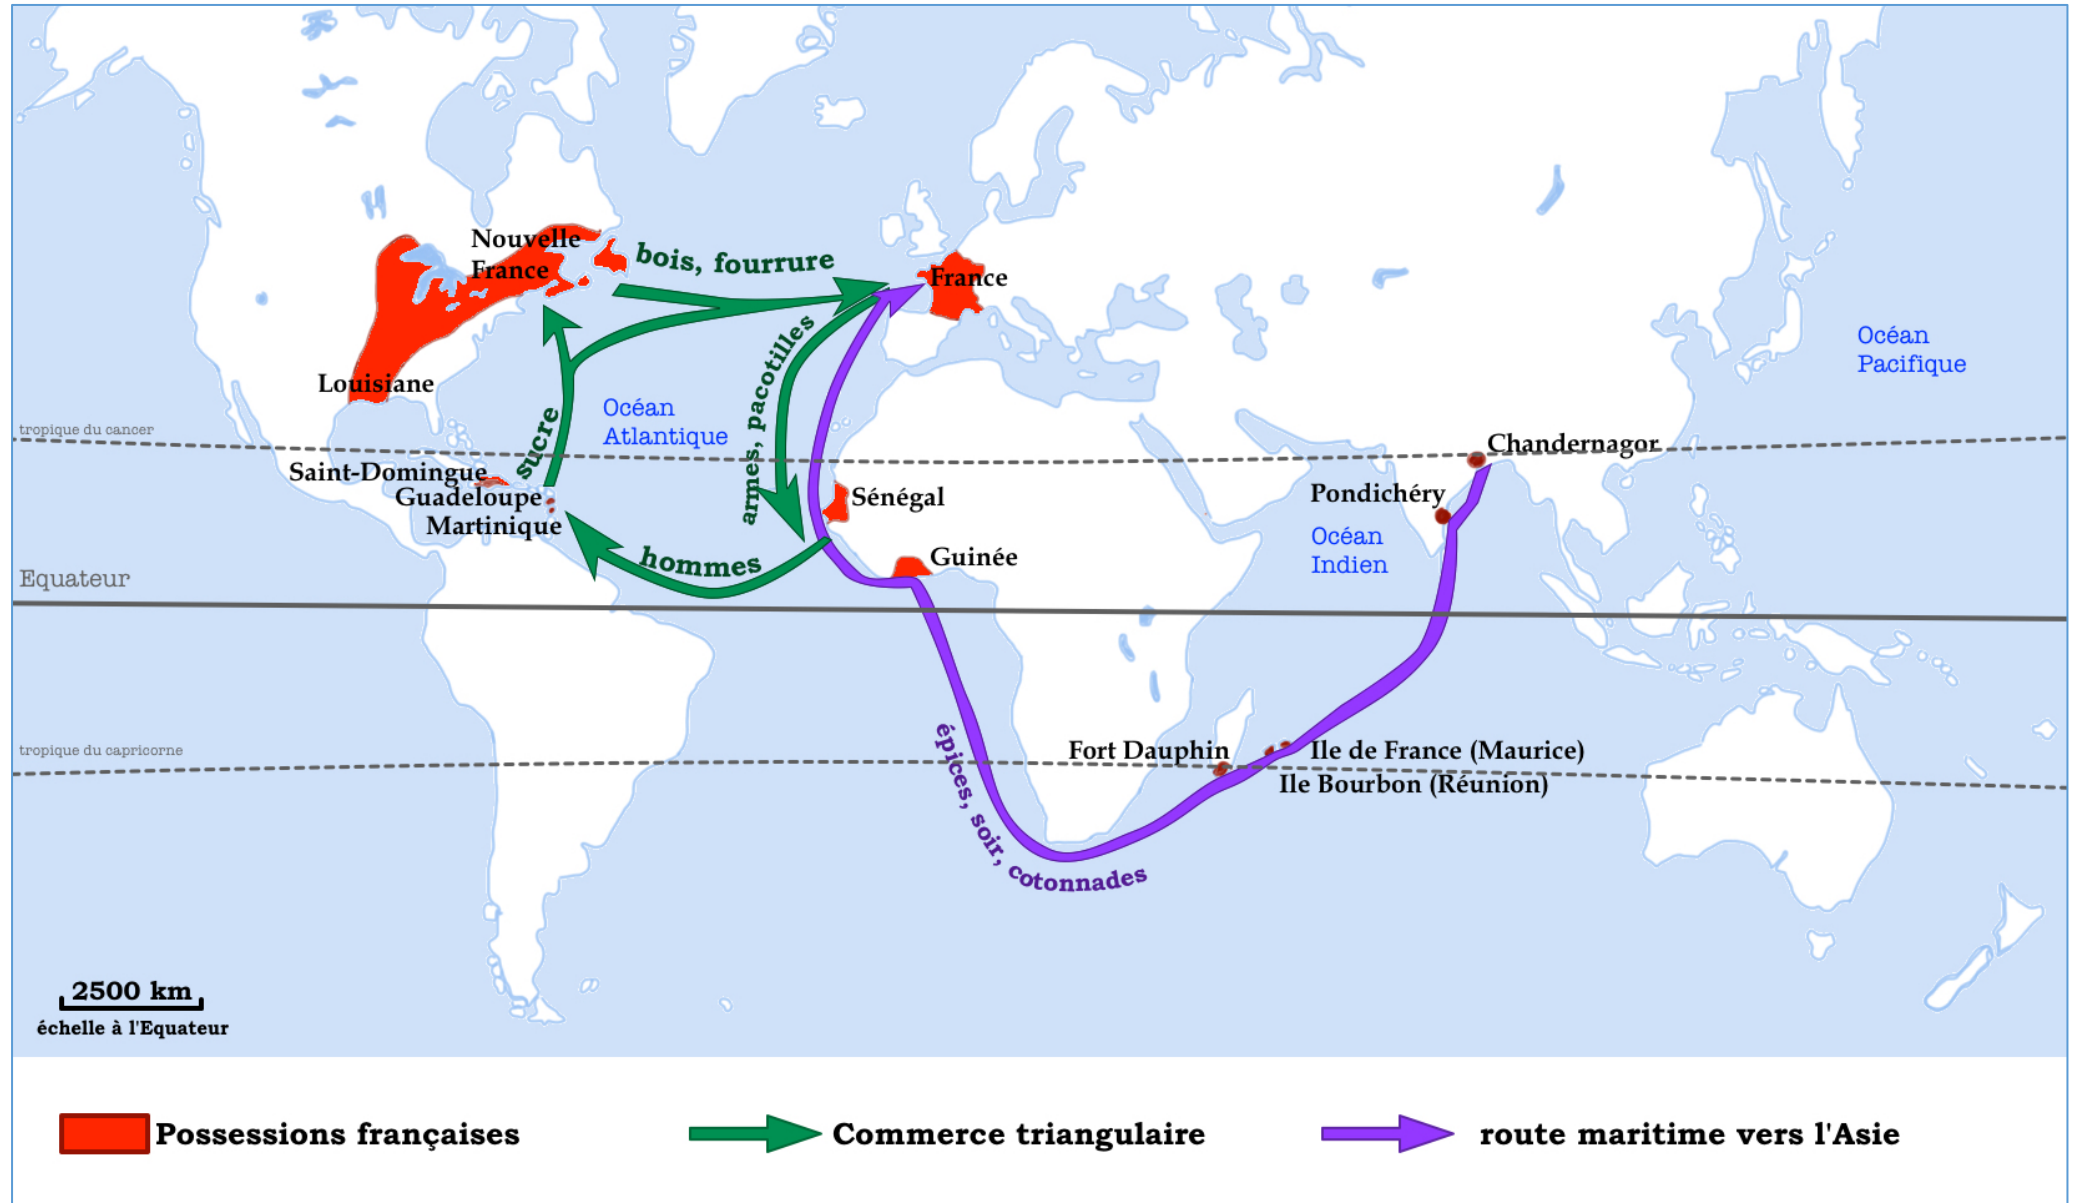 Nouvelle
France
bois, fourrure
France
armes, pacotilles
Louisiane
sucre
Océan
Atlantique
Océan
Pacifique
tropique du cancer
Chandernagor
Saint-Domingue
Guadeloupe
Martinique
Sénégal
Pondichéry
Océan
Indien
hommes
Guinée
Equateur
épices, soir, cotonnades
tropique du capricorne
Fort Dauphin
Ile de France (Maurice)
Ile Bourbon (Réunion)
2500 km
échelle à l'Equateur
Possessions françaises
Commerce triangulaire
route maritime vers l'Asie